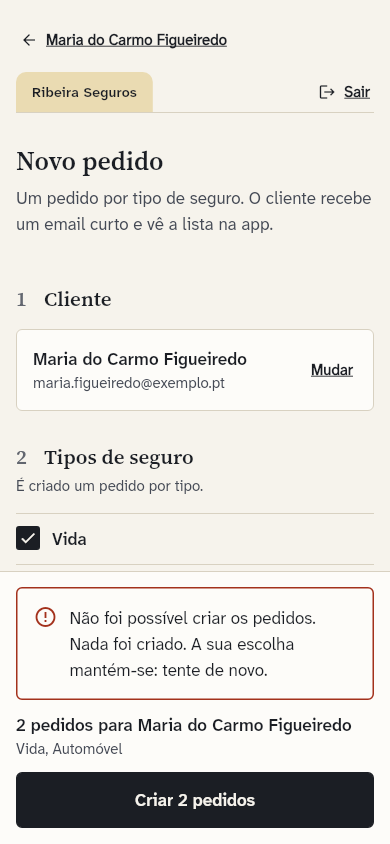 Maria do Carmo Figueiredo
Ribeira Seguros
Sair
Novo pedido
Um pedido por tipo de seguro. O cliente recebe
um email curto e vê a lista na app.
1 Cliente
Maria do Carmo Figueiredo
maria.figueiredo@exemplo.pt
Mudar
2 Tipos de seguro
É criado um pedido por tipo.
Vida
Não foi possível criar os pedidos.
Nada foi criado. A sua escolha
mantém-se: tente de novo.
2 pedidos para Maria do Carmo Figueiredo
Vida, Automóvel
Criar 2 pedidos